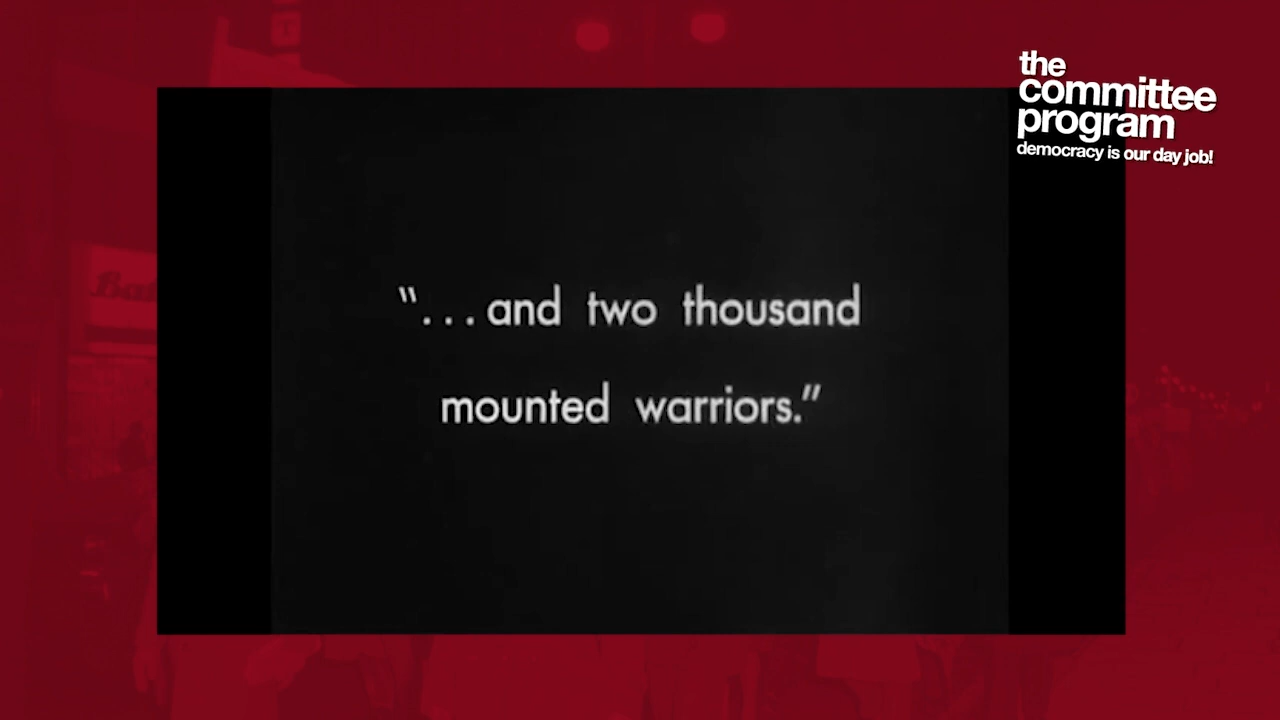 the
committee
program
democracy is our day job!
"...and two thousand
mounted warriors."